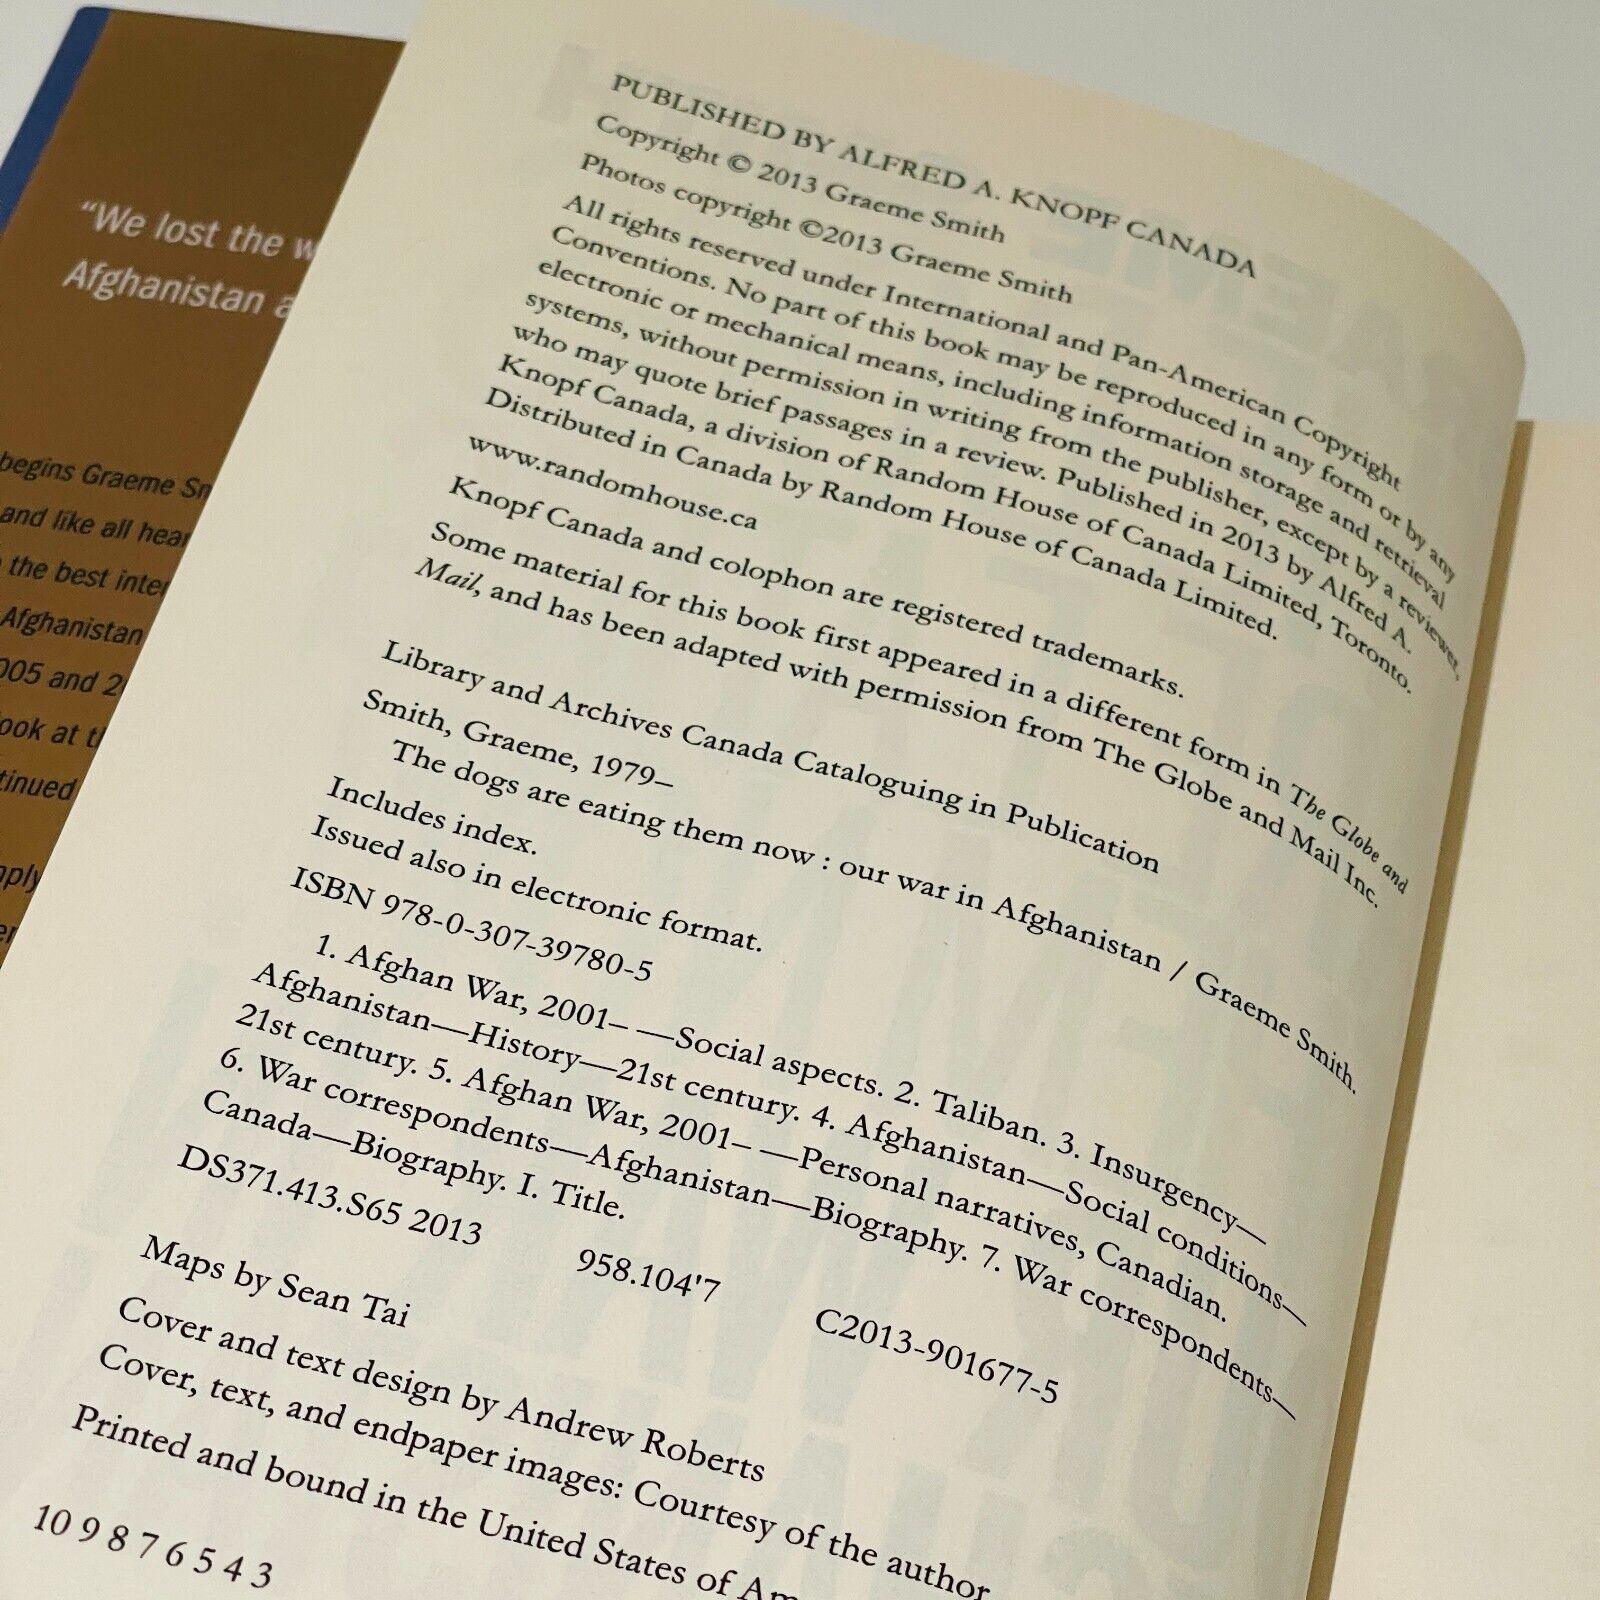 "We lost the
Afghanistan
begins Graeme
and like all
the best
Afghanistan
005 and
look at
PUBLISHED BY ALFRED A. KNOPF CANADA
Copyright © 2013 Graeme Smith
Photos copyright ©2013 Graeme Smith
All rights reserved under International and Pan-American Copyright
Conventions. No part of this book may be reproduced in any form or by any
electronic or mechanical means, including information storage and retrieval
systems, without permission in writing from the publisher, except by a reviewer,
who may quote brief passages in a review. Published in 2013 by Alfred A.
Knopf Canada, a division of Random House of Canada Limited, Toronto.
Distributed in Canada by Random House of Canada Limited.
www.randomhouse.ca
Knopf Canada and colophon are registered trademarks.
Some material for this book first appeared in a different form in The Globe and
Mail, and has been adapted with permission from The Globe and Mail Inc.
Library and Archives Canada Cataloguing in Publication
Smith, Graeme, 1979–
The dogs are eating them now : our war in Afghanistan / Graeme Smith.
Includes index.
Issued also in electronic format.
ISBN 978-0-307-39780-5
1. Afghan War, 2001– —Social aspects. 2. Taliban. 3. Insurgency—
Afghanistan—History—21st century. 4. Afghanistan—Social conditions—
21st century. 5. Afghan War, 2001– —Personal narratives, Canadian.
6. War correspondents—Afghanistan—Biography. 7. War correspondents—
Canada—Biography. I. Title.
DS371.413.S65 2013 958.104'7 C2013-901677-5
Maps by Sean Tai
Cover and text design by Andrew Roberts
Cover, text, and endpaper images: Courtesy of the author
Printed and bound in the United States of
10 9 8 7 6 5 4 3